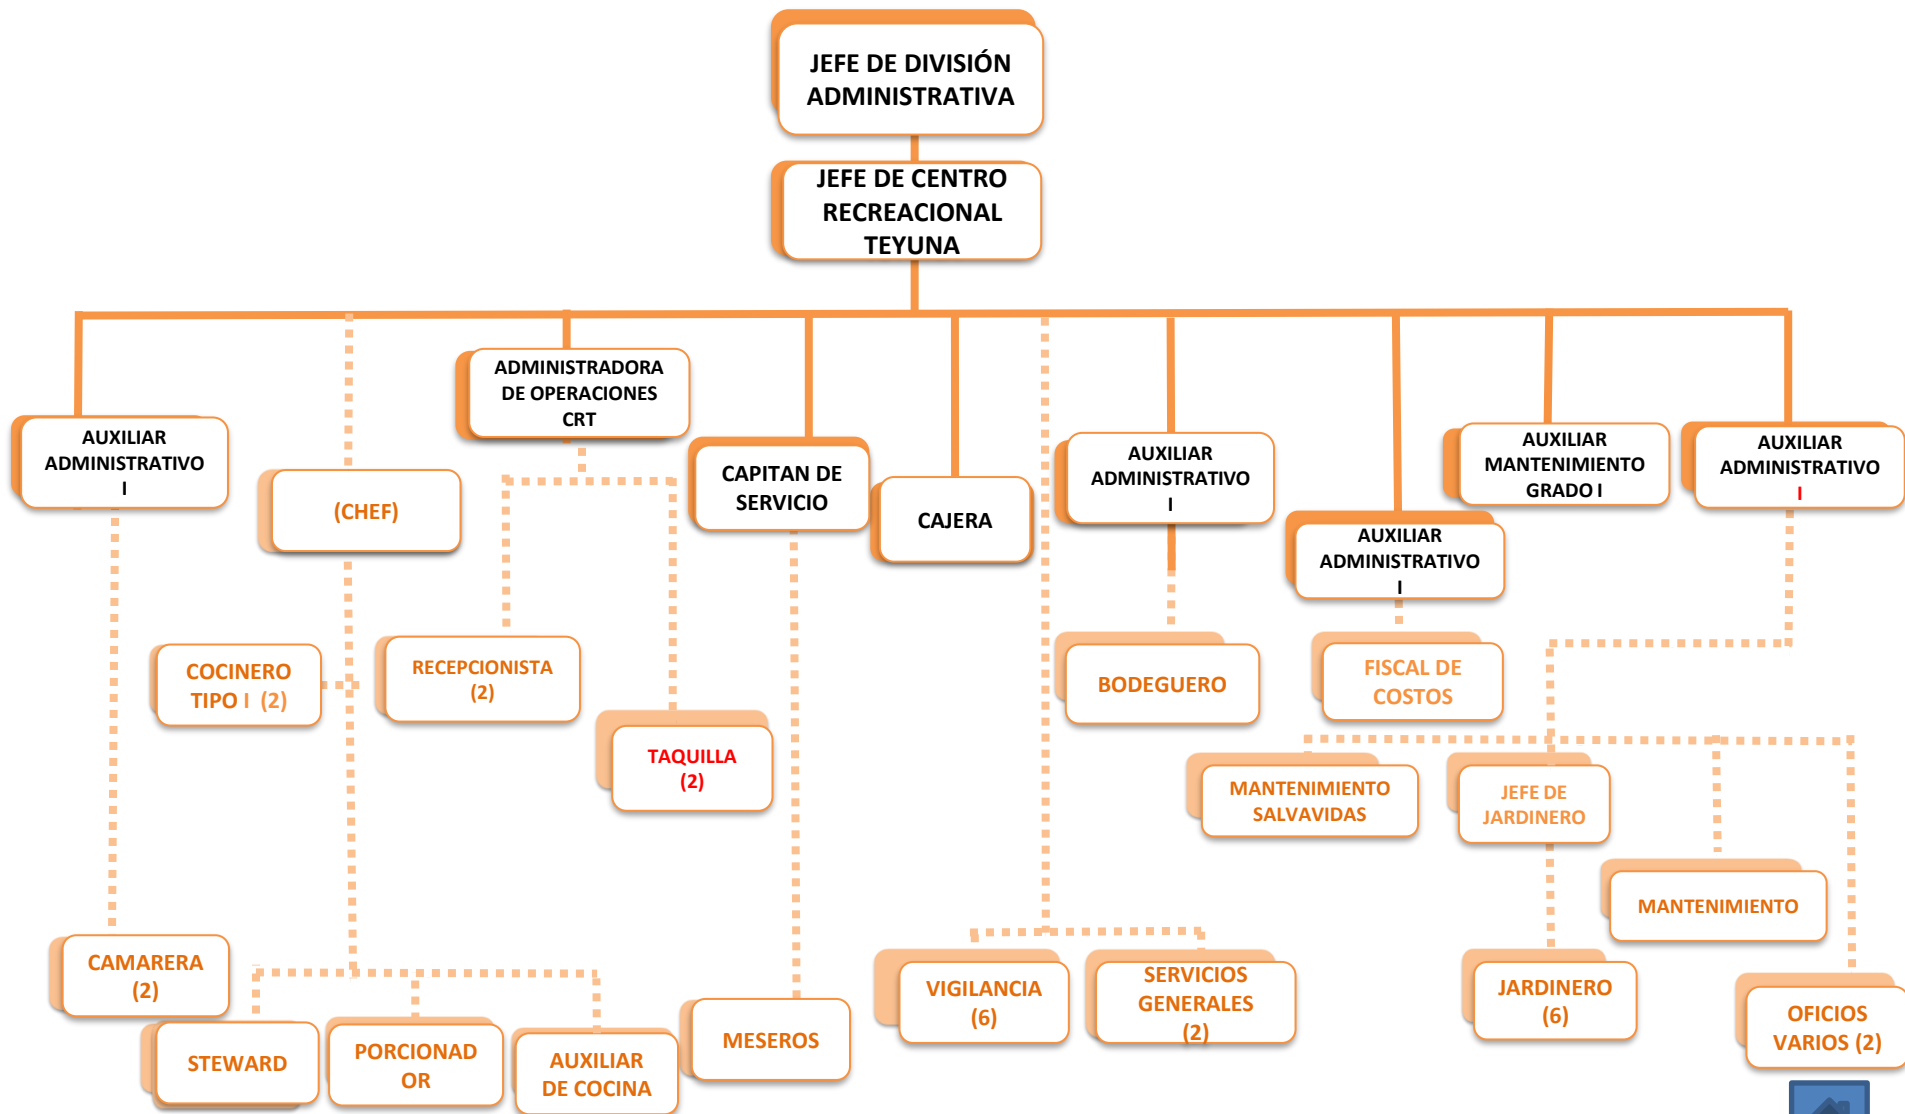 JEFE DE DIVISIÓN
ADMINISTRATIVA
JEFE DE CENTRO
RECREACIONAL
TEYUNA
ADMINISTRADORA
DE OPERACIONES
CRT
AUXILIAR
ADMINISTRATIVO
I
(CHEF)
CAPITAN DE
SERVICIO
CAJERA
AUXILIAR
ADMINISTRATIVO
I
AUXILIAR
ADMINISTRATIVO
I
AUXILIAR
MANTENIMIENTO
GRADO I
AUXILIAR
ADMINISTRATIVO
I
COCINERO
TIPO I (2)
RECEPCIONISTA
(2)
TAQUILLA
(2)
BODEGUERO
FISCAL DE
COSTOS
MANTENIMIENTO
SALVAVIDAS
JEFE DE
JARDINERO
MANTENIMIENTO
CAMARERA
(2)
STEWARD
PORCIONAD
OR
AUXILIAR
DE COCINA
MESEROS
VIGILANCIA
(6)
SERVICIOS
GENERALES
(2)
JARDINERO
(6)
OFICIOS
VARIOS (2)